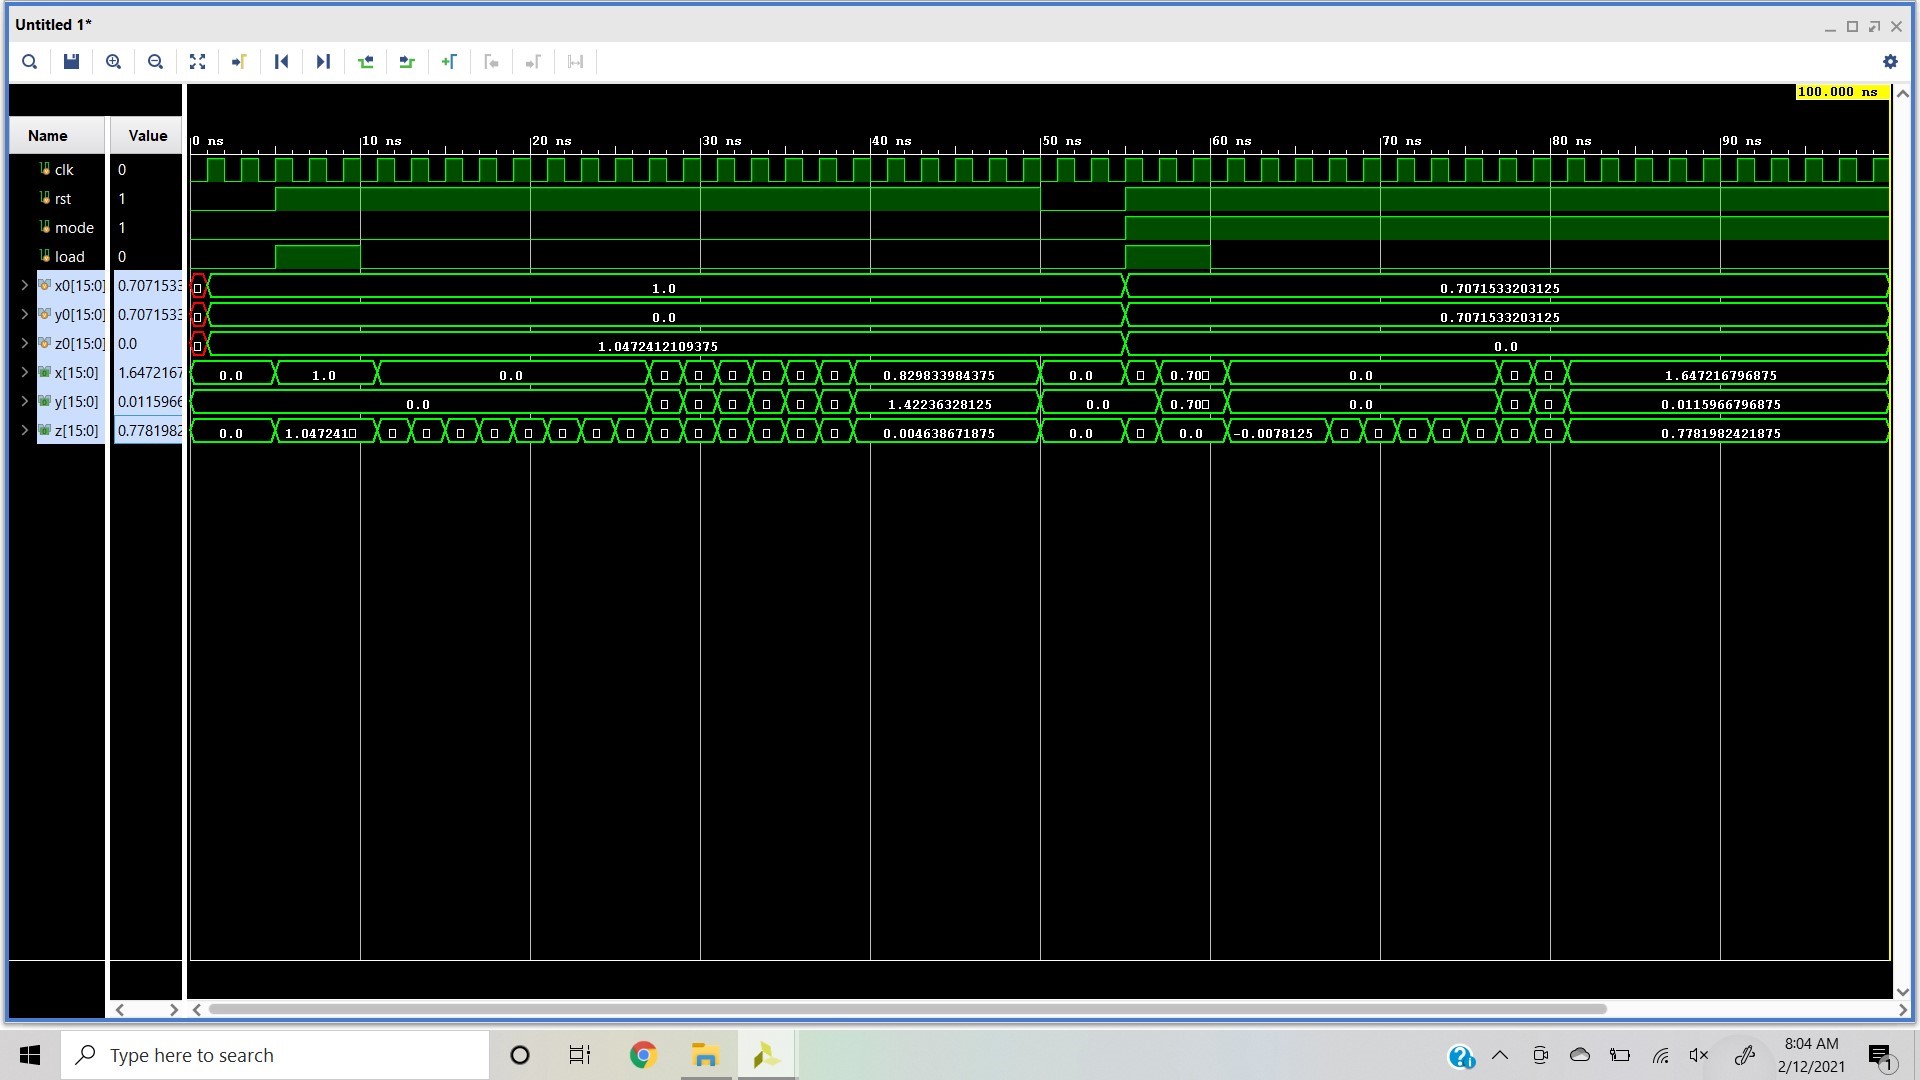 Untitled 1*
100.000 ns
Name Value
0 ns 10 ns 20 ns 30 ns 40 ns 50 ns 60 ns 70 ns 80 ns 90 ns
clk 0
rst 1
mode 1
load 0
x0[15:0] 0.7071533 1.0 0.7071533203125
y0[15:0] 0.7071533 0.0 0.7071533203125
z0[15:0] 0.0 1.0472412109375 0.0
x[15:0] 1.6472167 0.0 1.0 0.0 0.829833984375 0.0 0.70 0.0 1.647216796875
y[15:0] 0.0115966 0.0 1.42236328125 0.0 0.70 0.0 0.0115966796875
z[15:0] 0.7781982 0.0 1.047241 0.004638671875 0.0 0.0 -0.0078125 0.7781982421875
Type here to search
8:04 AM
2/12/2021
1